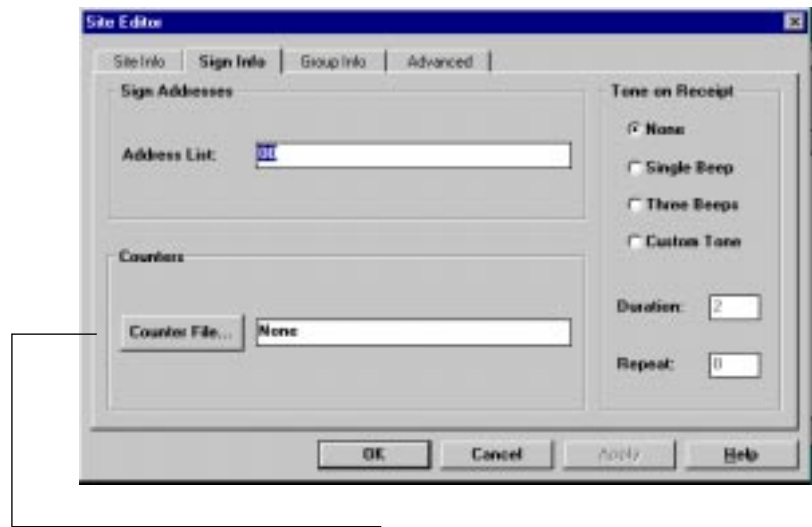 Site Editor
Site Info Sign Info Group Info Advanced
Sign Addresses
Address List: 00
Counters
Counter File... None
Tone on Receipt
None
Single Beep
Three Beeps
Custom Tone
Duration: 2
Repeat: 0
OK Cancel Apply Help